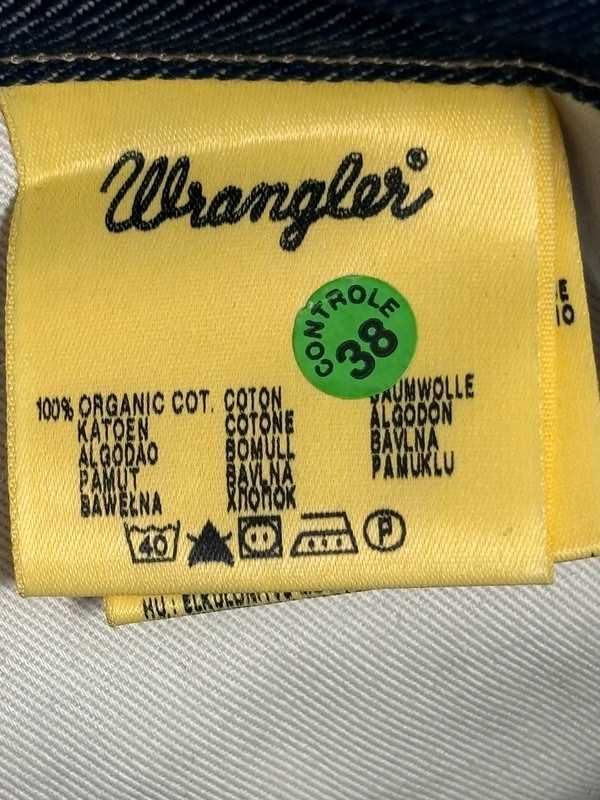 Wrangler®
CONTROLE
38
100% ORGANIC COT. COTON BAUMWOLLE
KATOEN COTONE ALGODON
ALGODAO BOMULL BAVLNA
PAMUT BAVLNA PAMUKLU
BAWEŁNA ХЛОПОК
40
P